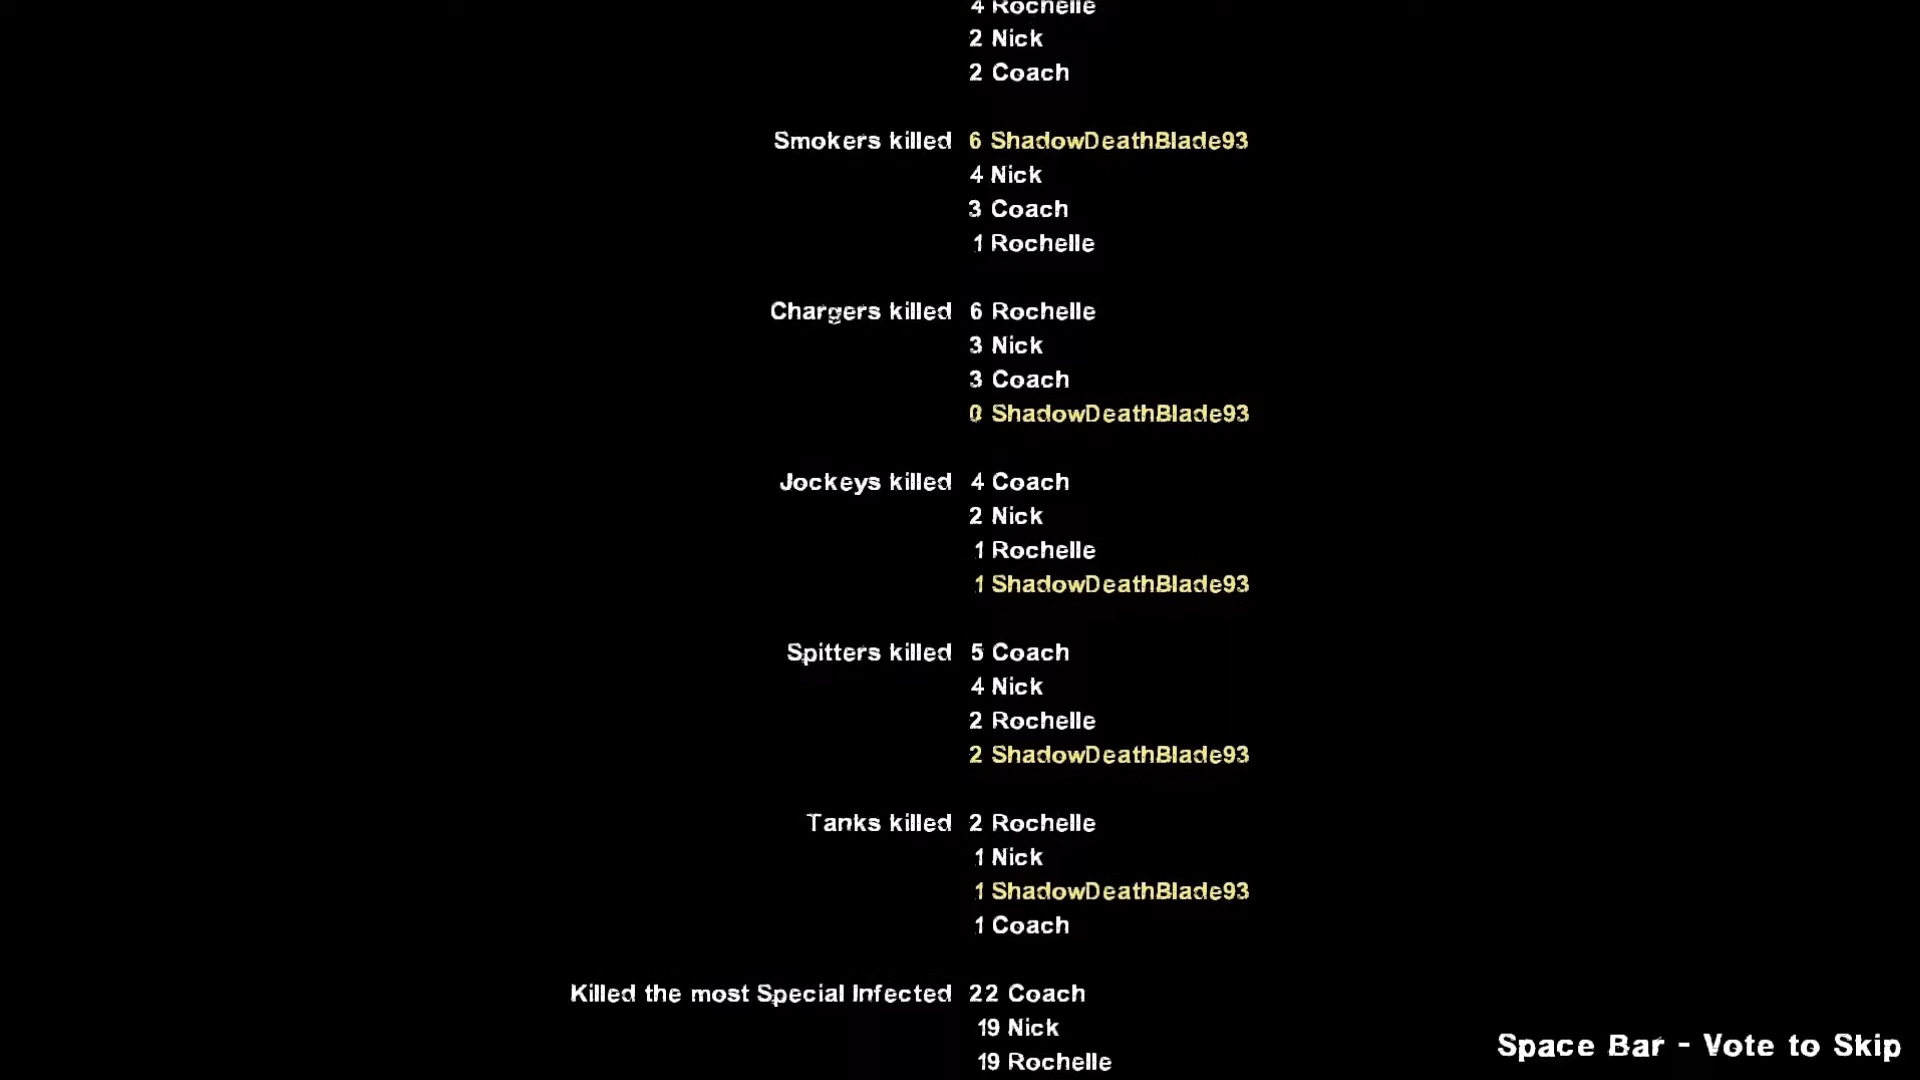 4 Rochelle
2 Nick
2 Coach
Smokers killed 6 ShadowDeathBlade93
4 Nick
3 Coach
1 Rochelle
Chargers killed 6 Rochelle
3 Nick
3 Coach
0 ShadowDeathBlade93
Jockeys killed 4 Coach
2 Nick
1 Rochelle
1 ShadowDeathBlade93
Spitters killed 5 Coach
4 Nick
2 Rochelle
2 ShadowDeathBlade93
Tanks killed 2 Rochelle
1 Nick
1 ShadowDeathBlade93
1 Coach
Killed the most Special Infected 22 Coach
19 Nick
19 Rochelle
Space Bar - Vote to Skip